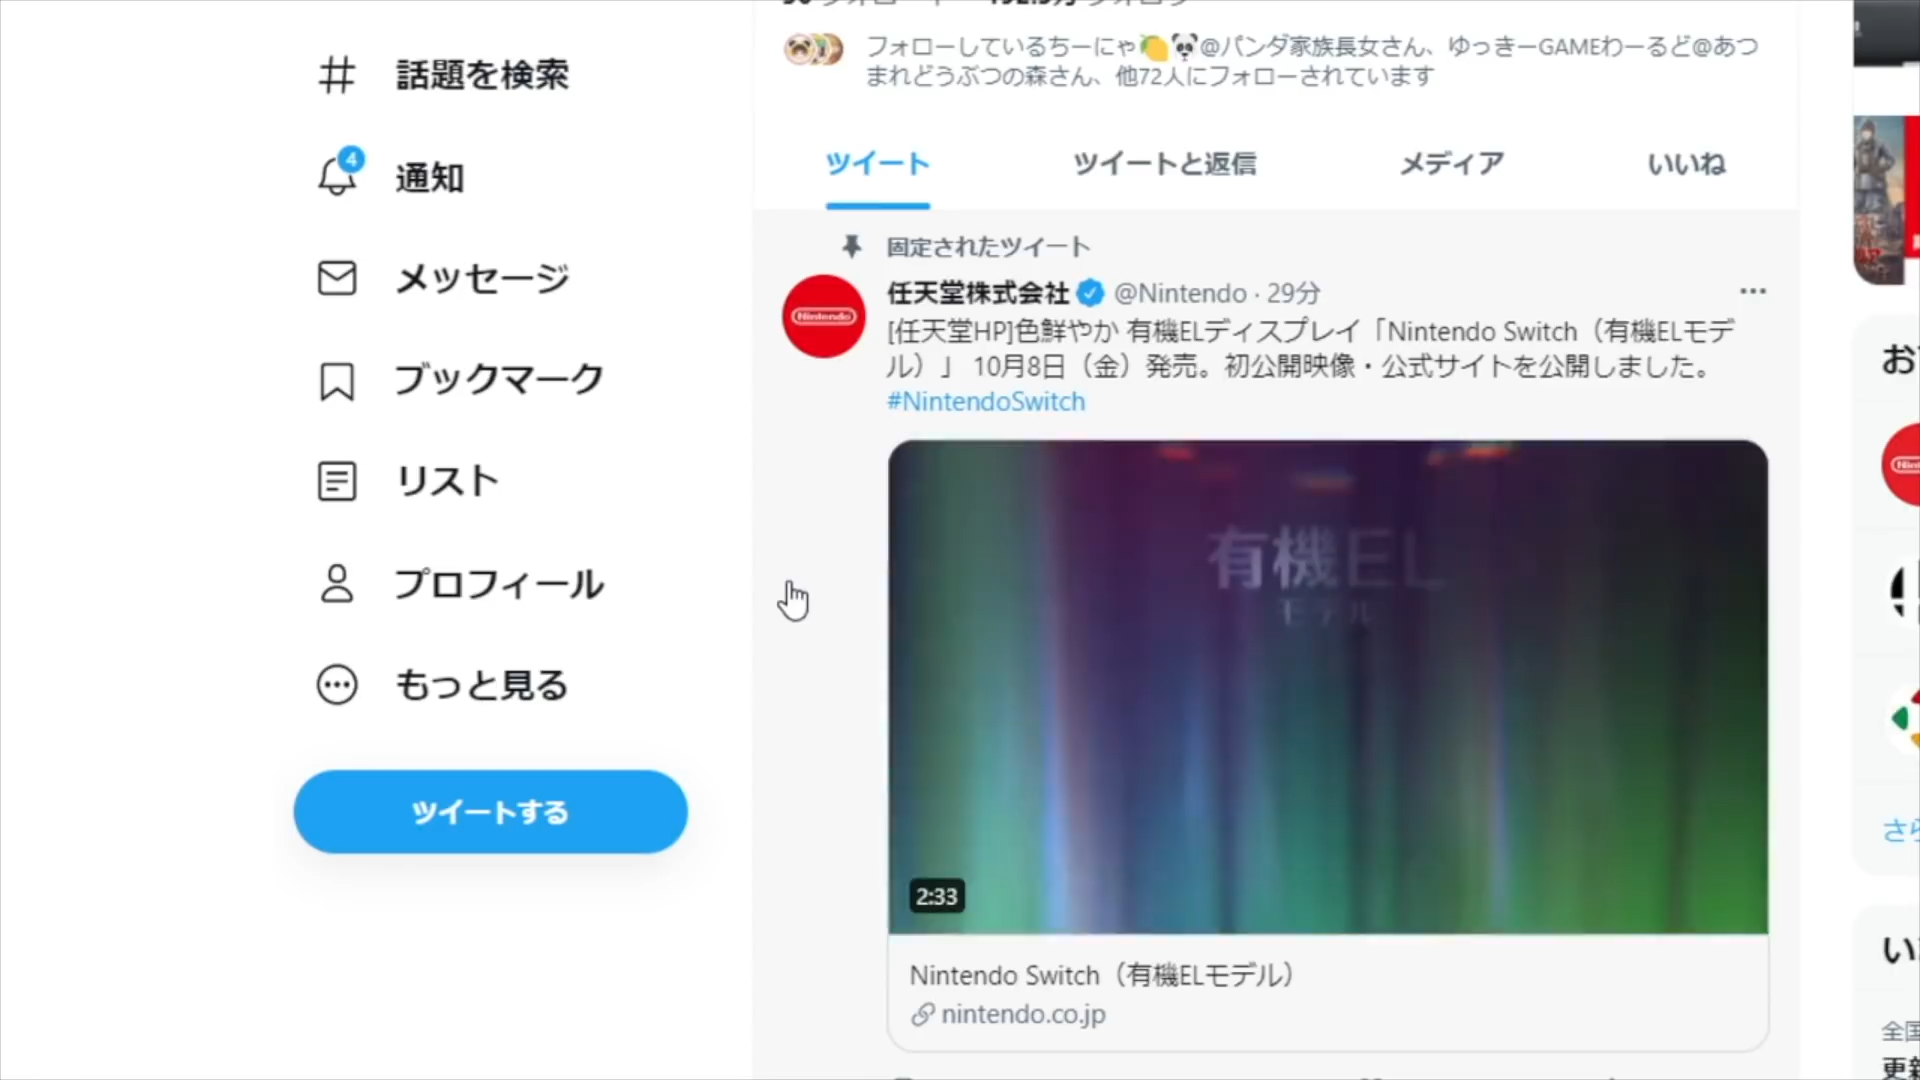 話題を検索
4
通知
メッセージ
ブックマーク
リスト
プロフィール
もっと見る
ツイートする
フォローしているちーにゃ🍋🐼@パンダ家族長女さん、ゆっきーGAMEわーるど@あつ
まれどうぶつの森さん、他72人にフォローされています
ツイート
ツイートと返信
メディア
いいね
固定されたツイート
Nintendo
任天堂株式会社 @Nintendo · 29分
[任天堂HP]色鮮やか 有機ELディスプレイ「Nintendo Switch（有機ELモデ
ル）」 10月8日（金）発売。初公開映像・公式サイトを公開しました。
#NintendoSwitch
有機EL
モデル
2:33
Nintendo Switch（有機ELモデル）
nintendo.co.jp